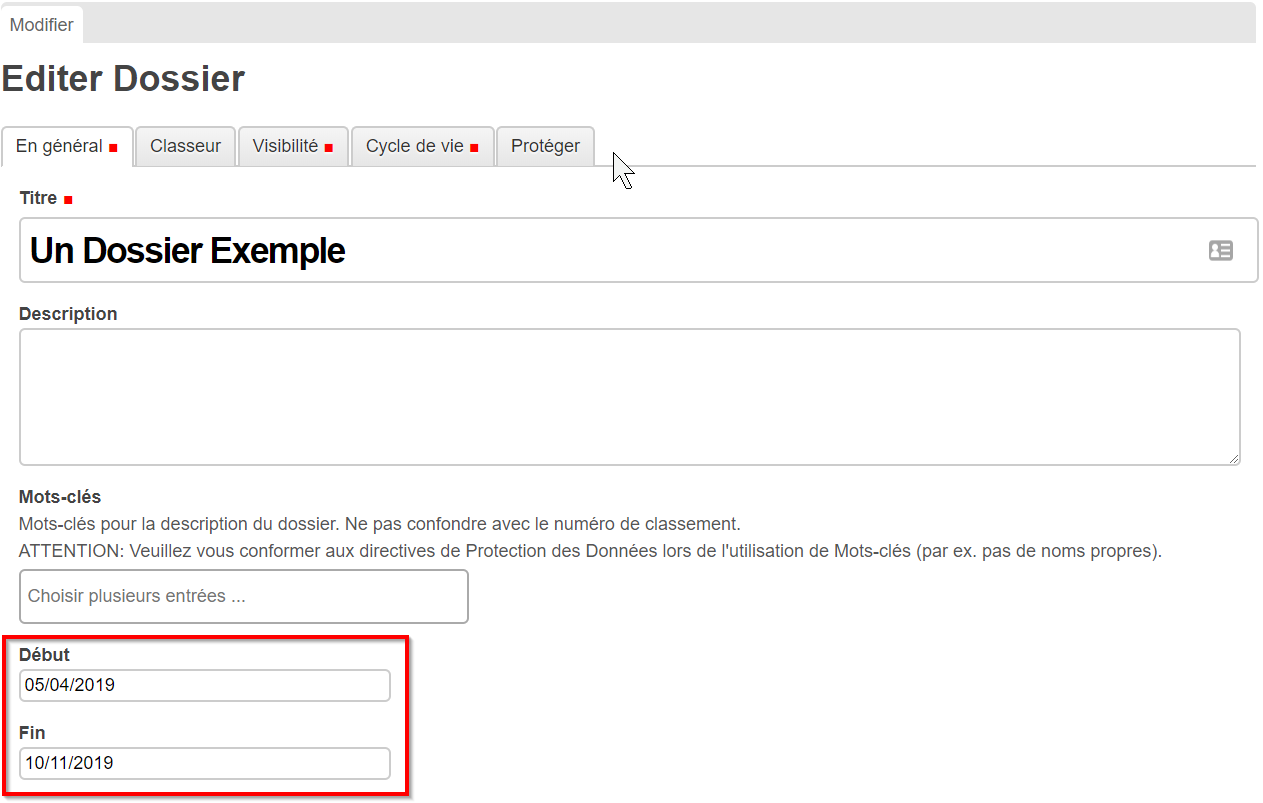 Modifier
Editer Dossier
En général Classeur Visibilité Cycle de vie Protéger
Titre
Un Dossier Exemple
Description
Mots-clés
Mots-clés pour la description du dossier. Ne pas confondre avec le numéro de classement.
ATTENTION: Veuillez vous conformer aux directives de Protection des Données lors de l'utilisation de Mots-clés (par ex. pas de noms propres).
Choisir plusieurs entrées ...
Début
05/04/2019
Fin
10/11/2019